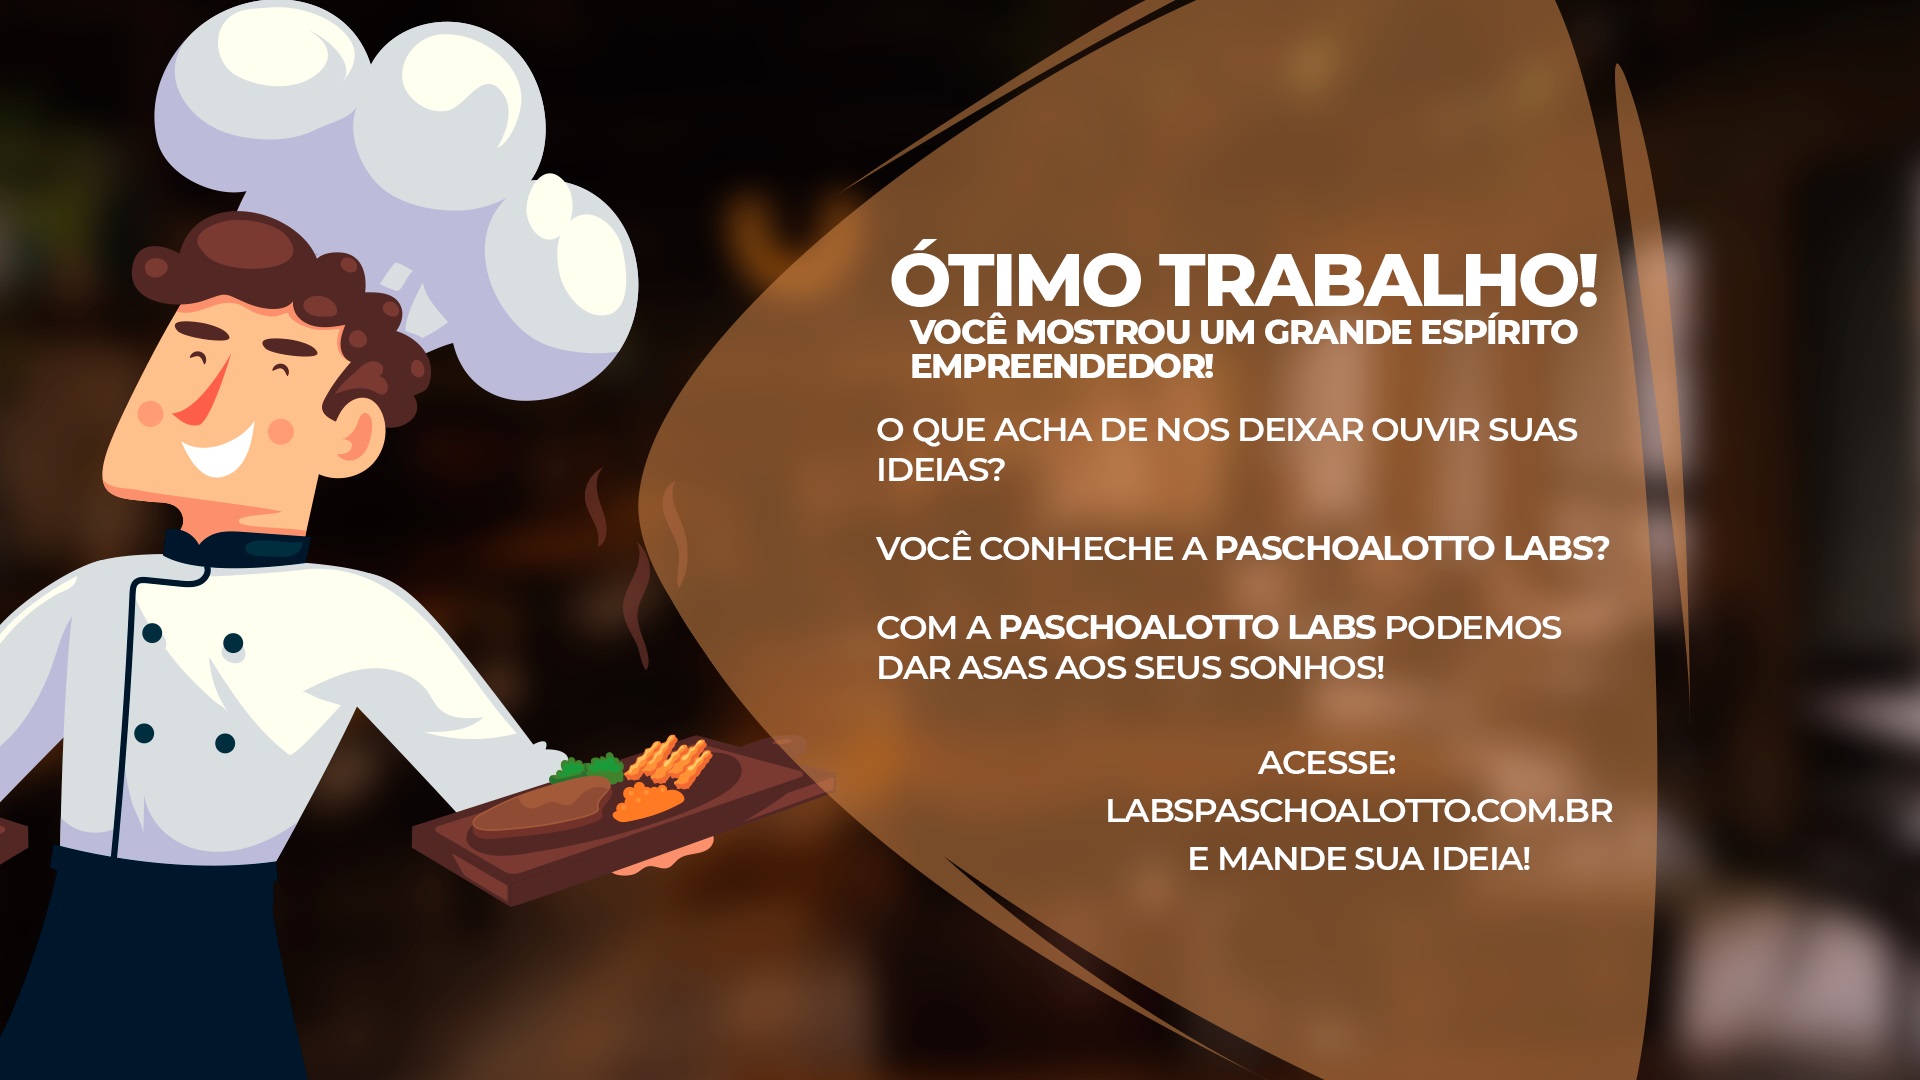 ÓTIMO TRABALHO!
VOCÊ MOSTROU UM GRANDE ESPÍRITO
EMPREENDEDOR!
O QUE ACHA DE NOS DEIXAR OUVIR SUAS
IDEIAS?
VOCÊ CONHECHE A PASCHOALOTTO LABS?
COM A PASCHOALOTTO LABS PODEMOS
DAR ASAS AOS SEUS SONHOS!
ACESSE:
LABSPASCHOALOTTO.COM.BR
E MANDE SUA IDEIA!